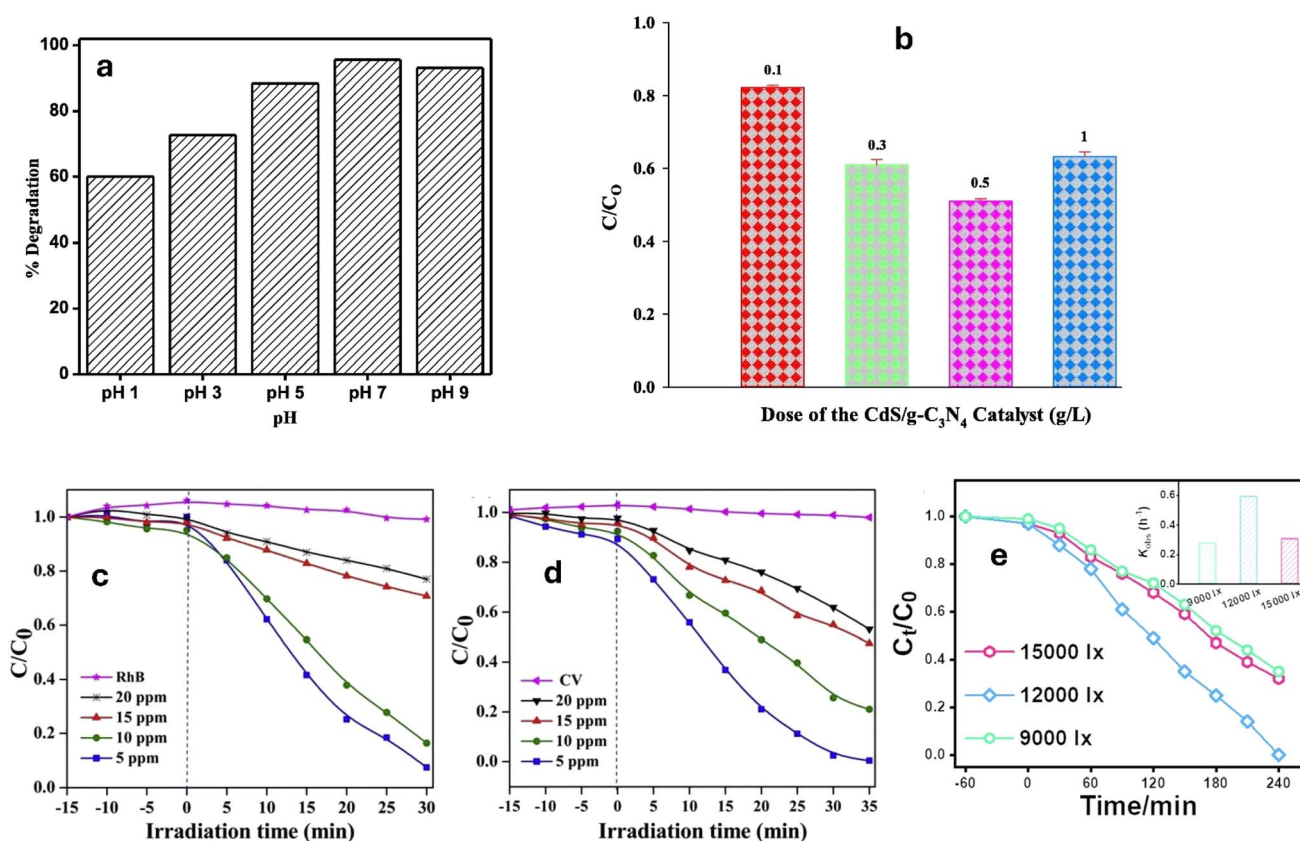 a
% Degradation
100
80
60
40
20
0
pH 1 pH 3 pH 5 pH 7 pH 9
pH
b
C/C₀
1.0
0.8
0.6
0.4
0.2
0.0
0.1
0.3
0.5
1
Dose of the CdS/g-C₃N₄ Catalyst (g/L)
c
C/C0
1.0
0.8
0.6
0.4
0.2
0.0
RhB
20 ppm
15 ppm
10 ppm
5 ppm
-15 -10 -5 0 5 10 15 20 25 30
Irradiation time (min)
d
C/C0
1.0
0.8
0.6
0.4
0.2
0.0
CV
20 ppm
15 ppm
10 ppm
5 ppm
-15 -10 -5 0 5 10 15 20 25 30 35
Irradiation time (min)
e
Cₜ/C₀
1.0
0.8
0.6
0.4
0.2
0.0
Kobs (h⁻¹)
0.6
0.4
0.2
0.0
9000 lx 12000 lx 15000 lx
15000 lx
12000 lx
9000 lx
-60 0 60 120 180 240
Time/min